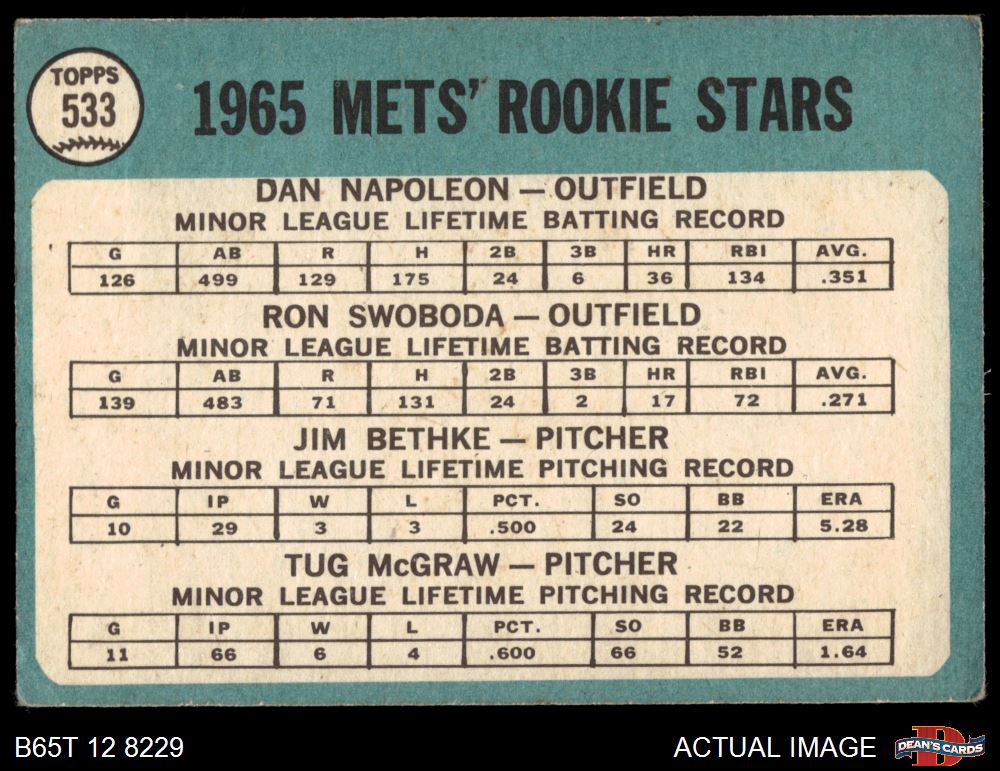 TOPPS
533
1965 METS' ROOKIE STARS
DAN NAPOLEON — OUTFIELD
MINOR LEAGUE LIFETIME BATTING RECORD
G AB R H 2B 3B HR RBI AVG.
126 499 129 175 24 6 36 134 .351
RON SWOBODA — OUTFIELD
MINOR LEAGUE LIFETIME BATTING RECORD
G AB R H 2B 3B HR RBI AVG.
139 483 71 131 24 2 17 72 .271
JIM BETHKE — PITCHER
MINOR LEAGUE LIFETIME PITCHING RECORD
G IP W L PCT. SO BB ERA
10 29 3 3 .500 24 22 5.28
TUG McGRAW — PITCHER
MINOR LEAGUE LIFETIME PITCHING RECORD
G IP W L PCT. SO BB ERA
11 66 6 4 .600 66 52 1.64
B65T 12 8229
ACTUAL IMAGE
DEAN'S CARDS